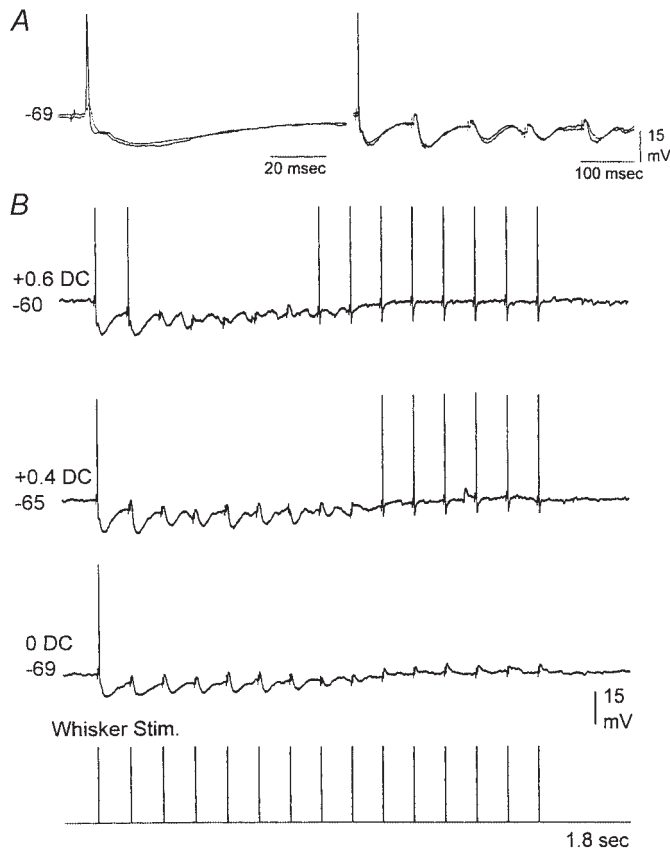 A
-69
20 msec
100 msec
15
mV
B
+0.6 DC
-60
+0.4 DC
-65
0 DC
-69
15
mV
Whisker Stim.
1.8 sec